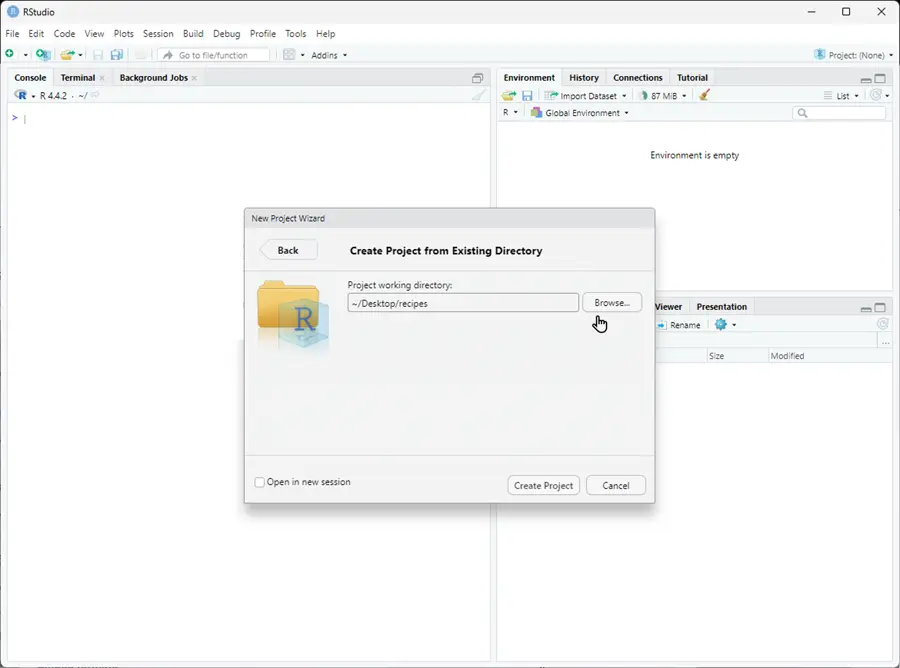 RStudio
File Edit Code View Plots Session Build Debug Profile Tools Help
Go to file/function Addins Project: (None)
Console Terminal Background Jobs
R R 4.4.2 · ~/
>
Environment History Connections Tutorial
Import Dataset 87 MiB List
R Global Environment
Environment is empty
New Project Wizard
Back Create Project from Existing Directory
Project working directory:
~/Desktop/recipes Browse...
R
Open in new session Create Project Cancel
Viewer Presentation
Rename
...
Size Modified